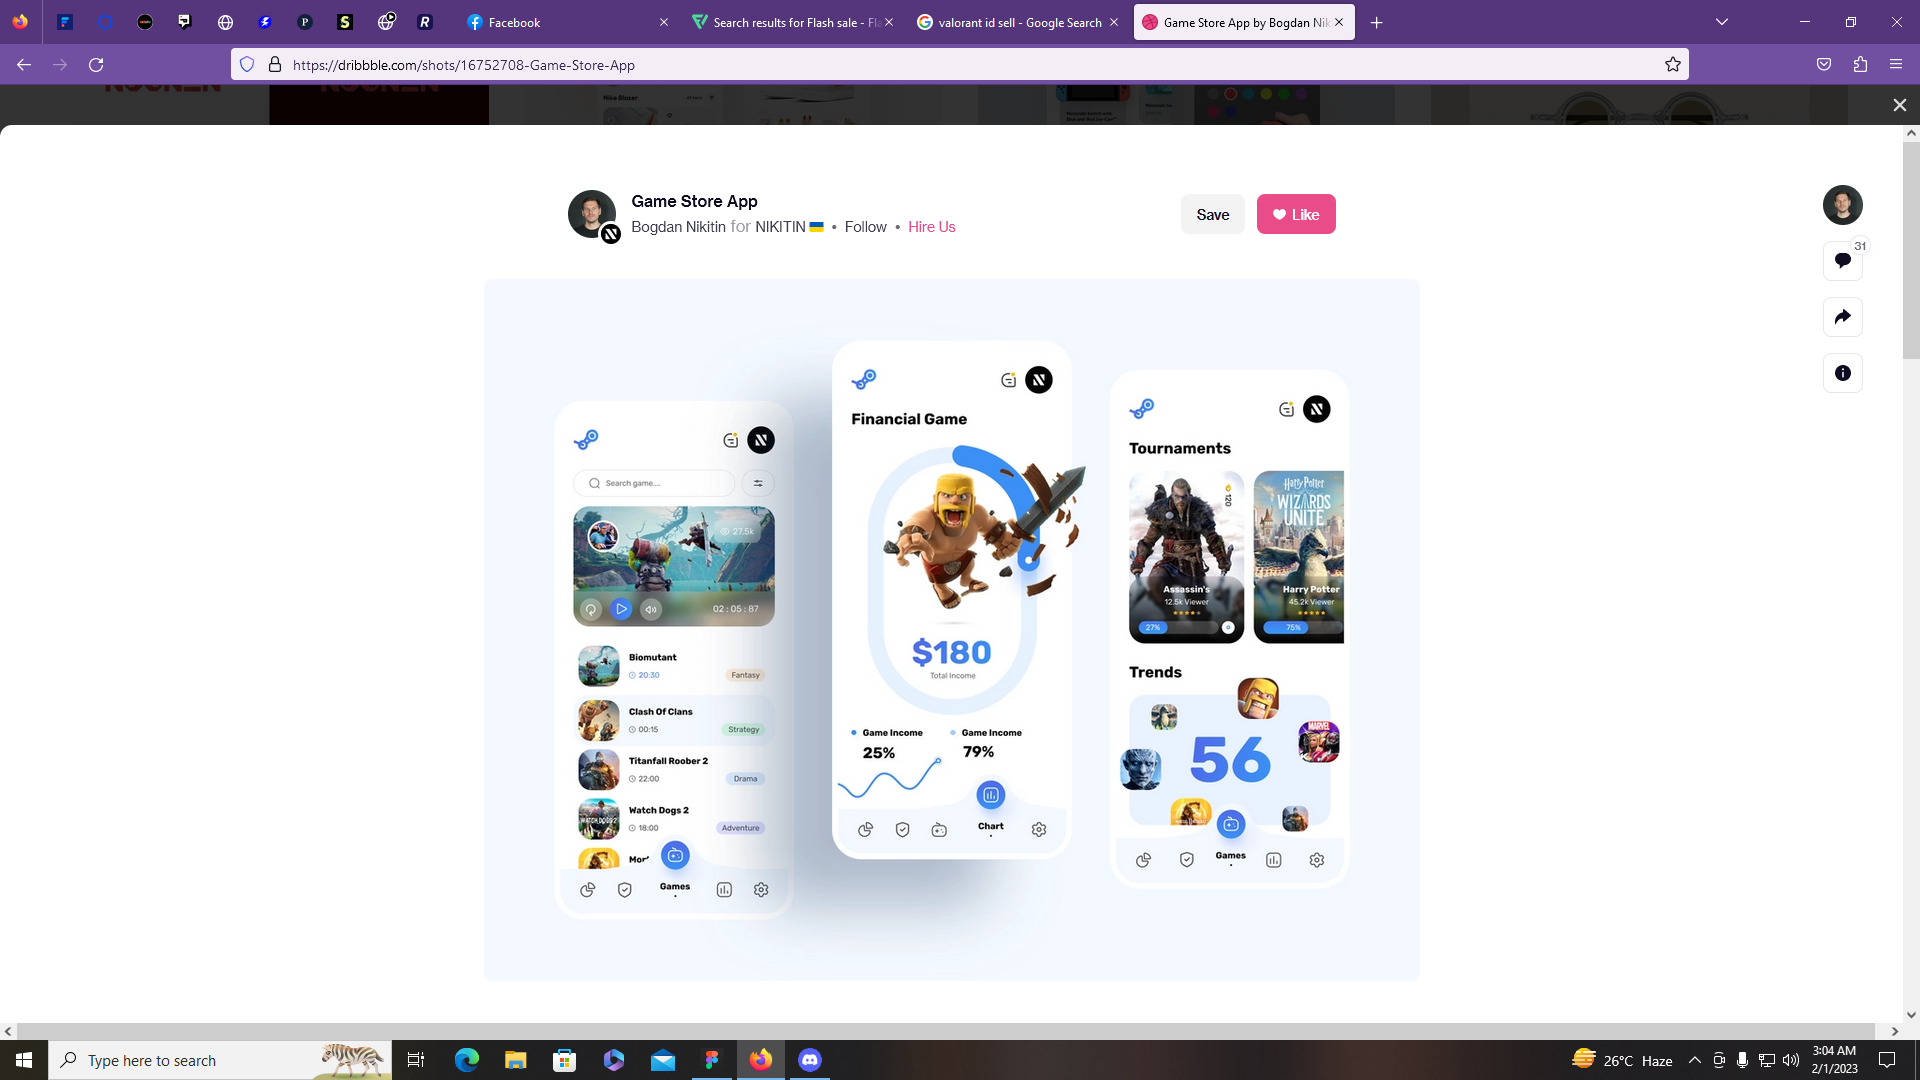 Facebook
Search results for Flash sale - Fla
valorant id sell - Google Search
Game Store App by Bogdan Nik
https://dribbble.com/shots/16752708-Game-Store-App
Nike Blazer
Game Store App
Bogdan Nikitin for NIKITIN • Follow • Hire Us
Save
Like
31
Search game....
27.5k
02 : 05 : 87
Biomutant
20:30
Fantasy
Clash Of Clans
00:15
Strategy
Titanfall Roober 2
22:00
Drama
Watch Dogs 2
18:00
Adventure
Games
Financial Game
$180
Total Income
Game Income
25%
Game Income
79%
Chart
Tournaments
120
Assassin's
12.5k Viewer
27%
Harry Potter
WIZARDS
UNITE
Harry Potter
45.2k Viewer
75%
Trends
MARVEL
56
Games
Type here to search
26°C Haze
3:04 AM
2/1/2023